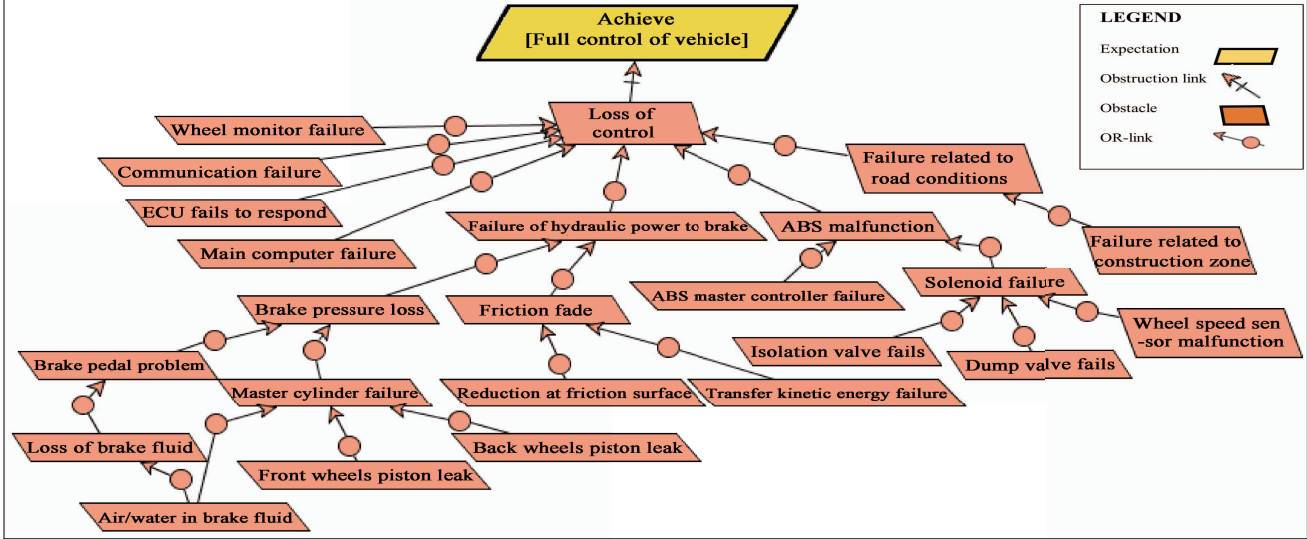 Achieve
[Full control of vehicle]
LEGEND
Expectation
Obstruction link
Obstacle
OR-link
Loss of
control
Wheel monitor failure
Communication failure
ECU fails to respond
Main computer failure
Failure related to
road conditions
Failure of hydraulic power to brake
ABS malfunction
Failure related to
construction zone
Brake pressure loss
Friction fade
ABS master controller failure
Solenoid failure
Wheel speed sen
-sor malfunction
Isolation valve fails
Dump valve fails
Brake pedal problem
Master cylinder failure
Reduction at friction surface
Transfer kinetic energy failure
Loss of brake fluid
Back wheels piston leak
Front wheels piston leak
Air/water in brake fluid